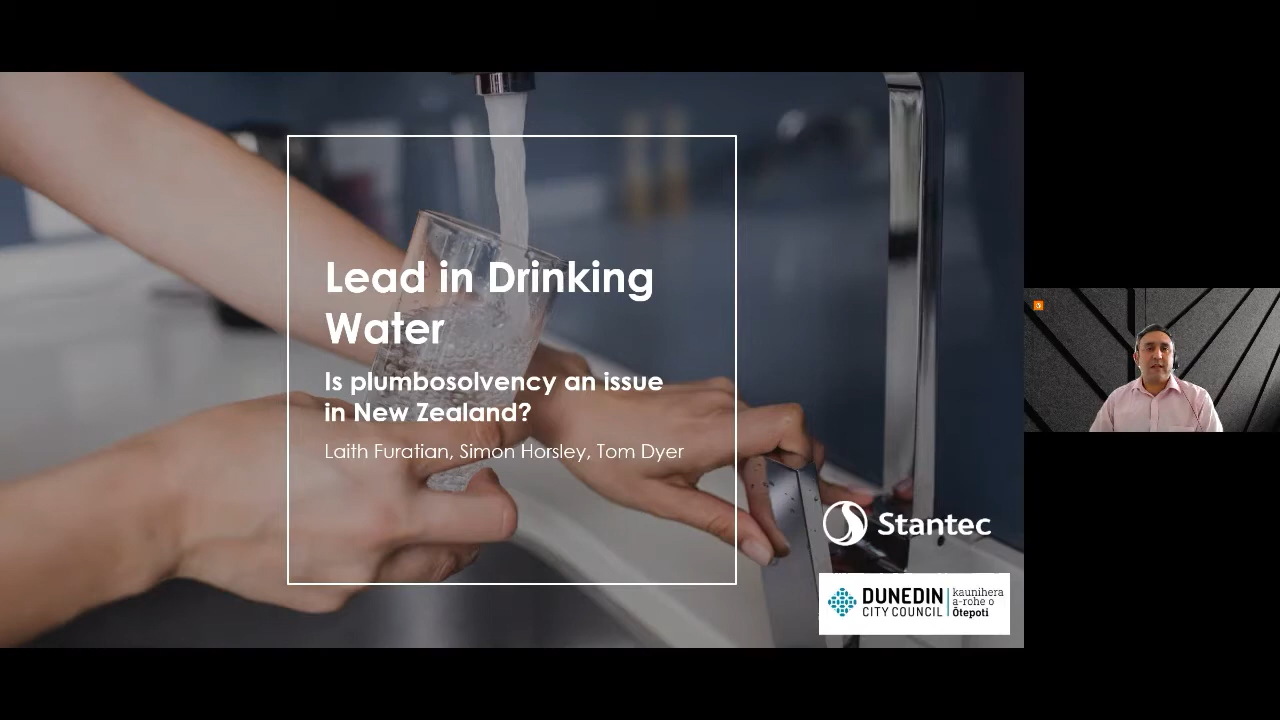 Lead in Drinking
Water
Is plumbosolvency an issue
in New Zealand?
Laith Furatian, Simon Horsley, Tom Dyer
Stantec
DUNEDIN
CITY COUNCIL
kaunihera
a-rohe o
Ōtepoti